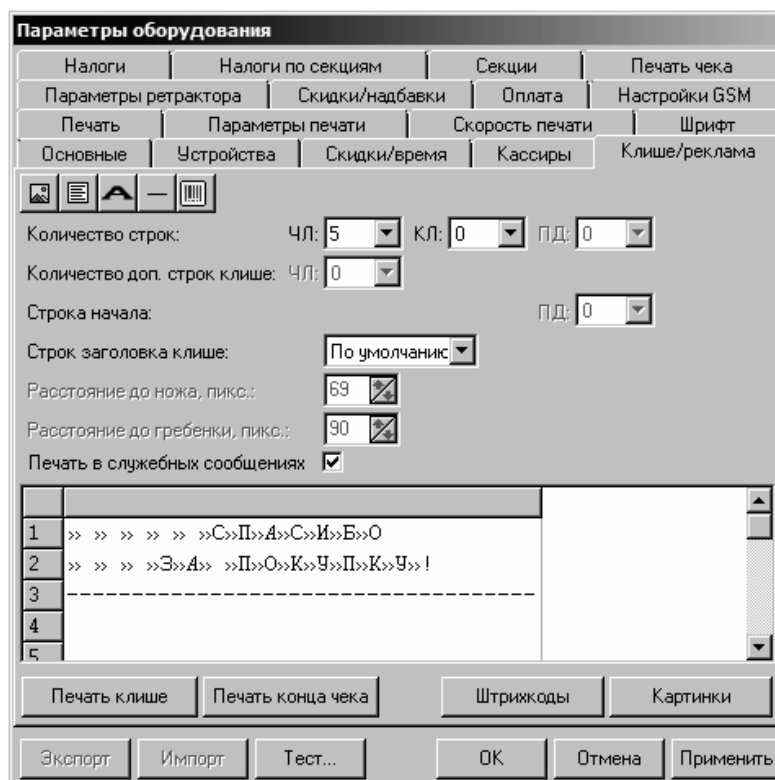 Параметры оборудования
Налоги Налоги по секциям Секции Печать чека
Параметры ретрактора Скидки/надбавки Оплата Настройки GSM
Печать Параметры печати Скорость печати Шрифт
Основные Устройства Скидки/время Кассиры Клише/реклама
Количество строк: ЧЛ: 5 КЛ: 0 ПД: 0
Количество доп. строк клише: ЧЛ: 0
Строка начала: ПД: 0
Строк заголовка клише: По умолчанию
Расстояние до ножа, пикс.: 69
Расстояние до гребенки, пикс.: 90
Печать в служебных сообщениях
1 »» »» »» »» »» »»С»»П»»А»»С»»И»»Б»»О
2 »» »» »» »»З»»А»» »»П»»О»»К»»У»»П»»К»»У»»!
3 ------------------------------------
4
5
Печать клише Печать конца чека Штрихкоды Картинки
Экспорт Импорт Тест... OK Отмена Применить